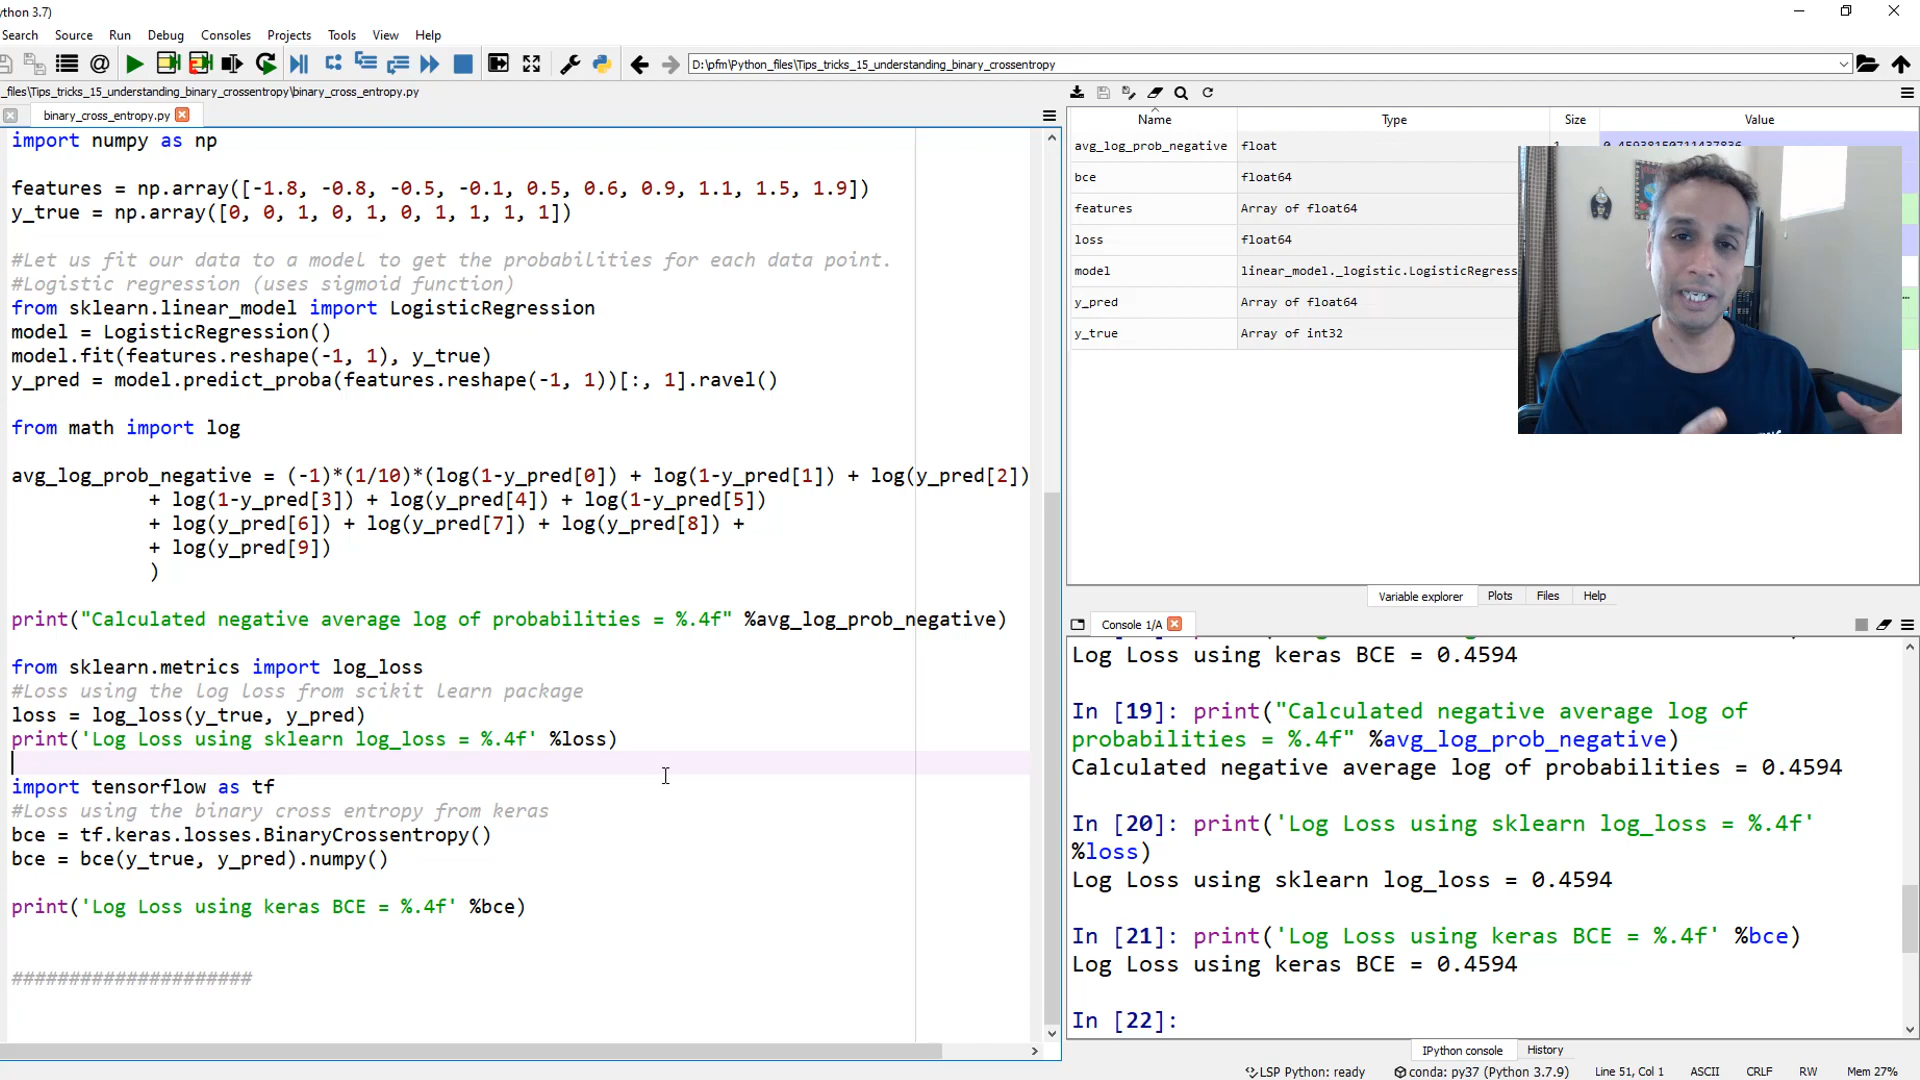 ython 3.7)
Search Source Run Debug Consoles Projects Tools View Help
D:\pfm\Python_files\Tips_tricks_15_understanding_binary_crossentropy
_files\Tips_tricks_15_understanding_binary_crossentropy\binary_cross_entropy.py
binary_cross_entropy.py
import numpy as np
features = np.array([-1.8, -0.8, -0.5, -0.1, 0.5, 0.6, 0.9, 1.1, 1.5, 1.9])
y_true = np.array([0, 0, 1, 0, 1, 0, 1, 1, 1, 1])
#Let us fit our data to a model to get the probabilities for each data point.
#Logistic regression (uses sigmoid function)
from sklearn.linear_model import LogisticRegression
model = LogisticRegression()
model.fit(features.reshape(-1, 1), y_true)
y_pred = model.predict_proba(features.reshape(-1, 1))[:, 1].ravel()
from math import log
avg_log_prob_negative = (-1)*(1/10)*(log(1-y_pred[0]) + log(1-y_pred[1]) + log(y_pred[2])
+ log(1-y_pred[3]) + log(y_pred[4]) + log(1-y_pred[5])
+ log(y_pred[6]) + log(y_pred[7]) + log(y_pred[8]) +
+ log(y_pred[9])
)
print("Calculated negative average log of probabilities = %.4f" %avg_log_prob_negative)
from sklearn.metrics import log_loss
#Loss using the log loss from scikit learn package
loss = log_loss(y_true, y_pred)
print('Log Loss using sklearn log_loss = %.4f' %loss)
import tensorflow as tf
#Loss using the binary cross entropy from keras
bce = tf.keras.losses.BinaryCrossentropy()
bce = bce(y_true, y_pred).numpy()
print('Log Loss using keras BCE = %.4f' %bce)
#####################
Name Type Size Value
avg_log_prob_negative float 1
bce float64
features Array of float64
loss float64
model linear_model._logistic.LogisticRegress
y_pred Array of float64
y_true Array of int32
Variable explorer Plots Files Help
Console 1/A
Log Loss using keras BCE = 0.4594
In [19]: print("Calculated negative average log of
probabilities = %.4f" %avg_log_prob_negative)
Calculated negative average log of probabilities = 0.4594
In [20]: print('Log Loss using sklearn log_loss = %.4f'
%loss)
Log Loss using sklearn log_loss = 0.4594
In [21]: print('Log Loss using keras BCE = %.4f' %bce)
Log Loss using keras BCE = 0.4594
In [22]:
IPython console History
LSP Python: ready conda: py37 (Python 3.7.9) Line 51, Col 1 ASCII CRLF RW Mem 27%